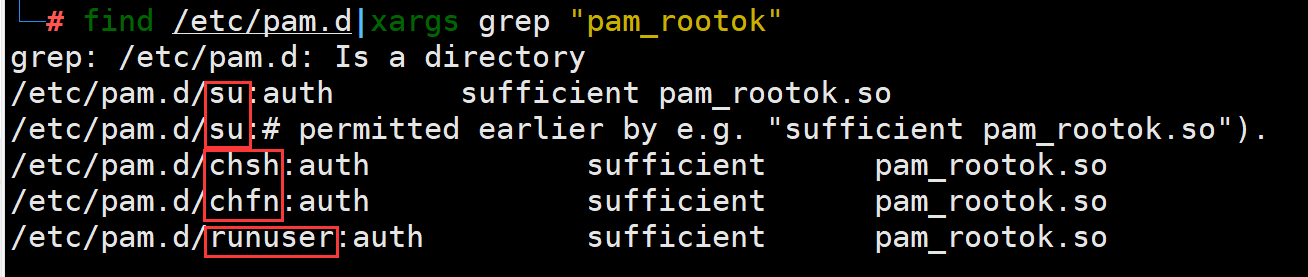 └─# find /etc/pam.d|xargs grep "pam_rootok"
grep: /etc/pam.d: Is a directory
/etc/pam.d/su:auth       sufficient pam_rootok.so
/etc/pam.d/su:# permitted earlier by e.g. "sufficient pam_rootok.so").
/etc/pam.d/chsh:auth            sufficient      pam_rootok.so
/etc/pam.d/chfn:auth            sufficient      pam_rootok.so
/etc/pam.d/runuser:auth         sufficient      pam_rootok.so